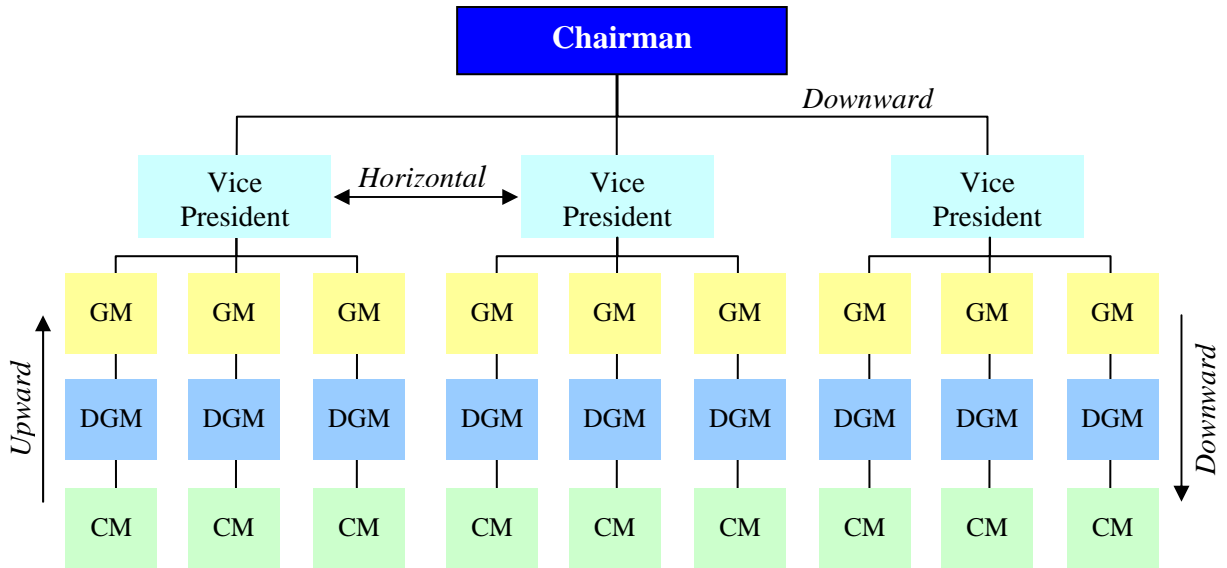 Chairman
Downward
Vice
President
Horizontal
Vice
President
Vice
President
GM GM GM GM GM GM GM GM GM
Upward
DGM DGM DGM DGM DGM DGM DGM DGM DGM
Downward
CM CM CM CM CM CM CM CM CM